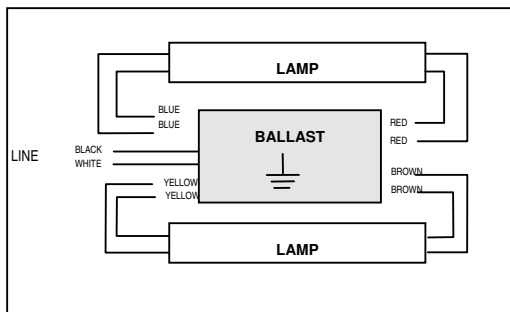 LAMP
BLUE
BLUE
RED
BALLAST
RED
LINE
BLACK
WHITE
YELLOW
YELLOW
BROWN
BROWN
LAMP